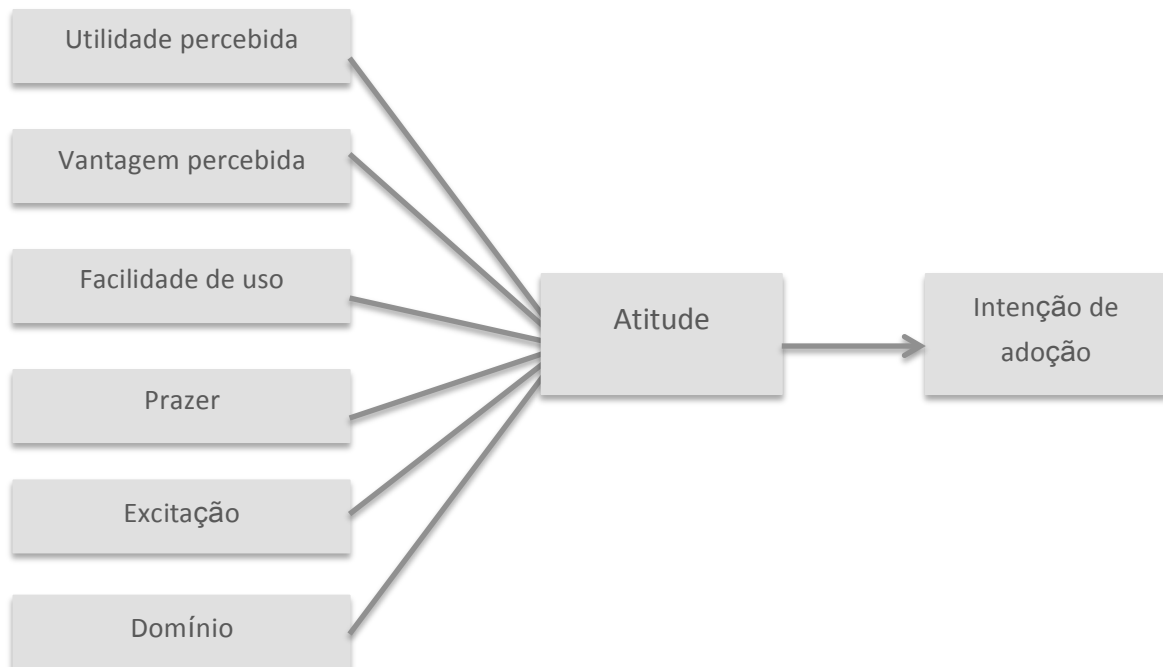 Utilidade percebida
Vantagem percebida
Facilidade de uso
Prazer
Excitação
Domínio
Atitude
Intenção de
adoção